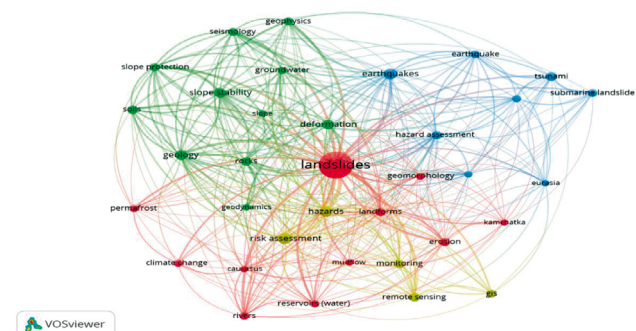 geophysics
seismology
earthquake
slope protection
groundwater
earthquakes
tsunami
slope stability
submarine landslide
soils
slope
deformation
hazard assessment
geology
rocks
landslides
geomorphology
eurasia
permafrost
geodynamics
hazards
landforms
kamchatka
risk assessment
erosion
climate change
caucasus
mudflow
monitoring
remote sensing
gis
reservoirs (water)
rivers
VOSviewer